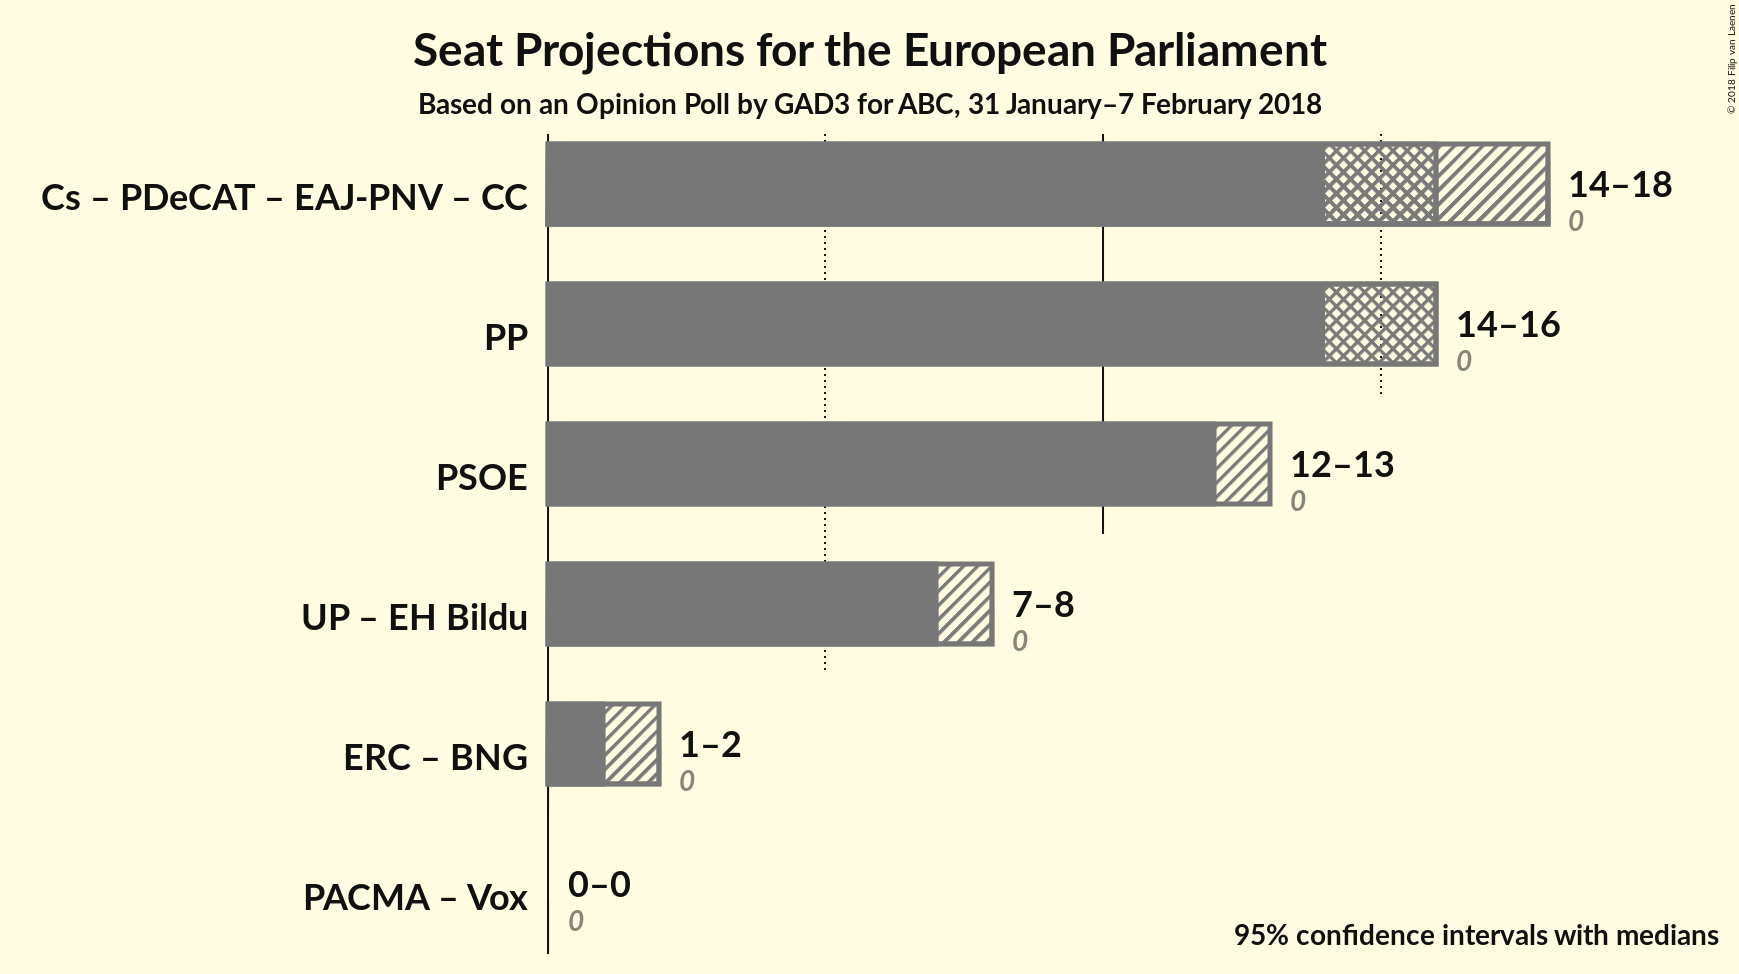 Seat Projections for the European Parliament
Based on an Opinion Poll by GAD3 for ABC, 31 January–7 February 2018
© 2018 Filip van Laenen
Cs – PDeCAT – EAJ-PNV – CC
14–18
0
PP
14–16
0
PSOE
12–13
0
UP – EH Bildu
7–8
0
ERC – BNG
1–2
0
PACMA – Vox
0–0
0
95% confidence intervals with medians